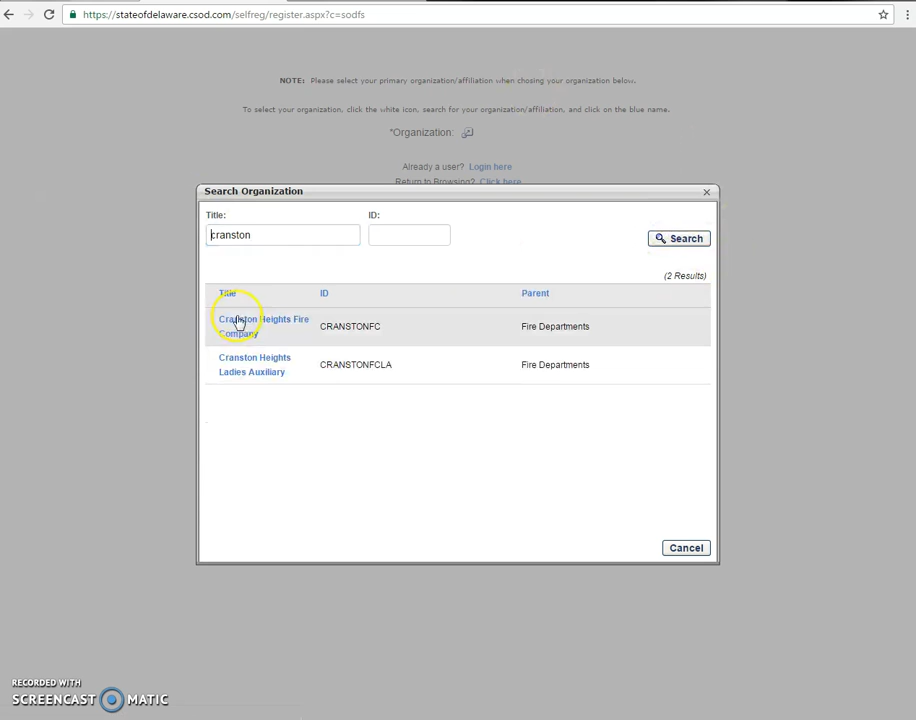 https://stateofdelaware.csod.com/selfreg/register.aspx?c=sodfs
NOTE: Please select your primary organization/affiliation when chosing your organization below.
To select your organization, click the white icon, search for your organization/affiliation, and click on the blue name.
*Organization:
Already a user? Login here
Return to Browsing? Click here
Search Organization
Title: ID:
cranston
Search
(2 Results)
Title ID Parent
Cranston Heights Fire
Company
CRANSTONFC Fire Departments
Cranston Heights
Ladies Auxiliary
CRANSTONFCLA Fire Departments
Cancel
RECORDED WITH
SCREENCAST MATIC